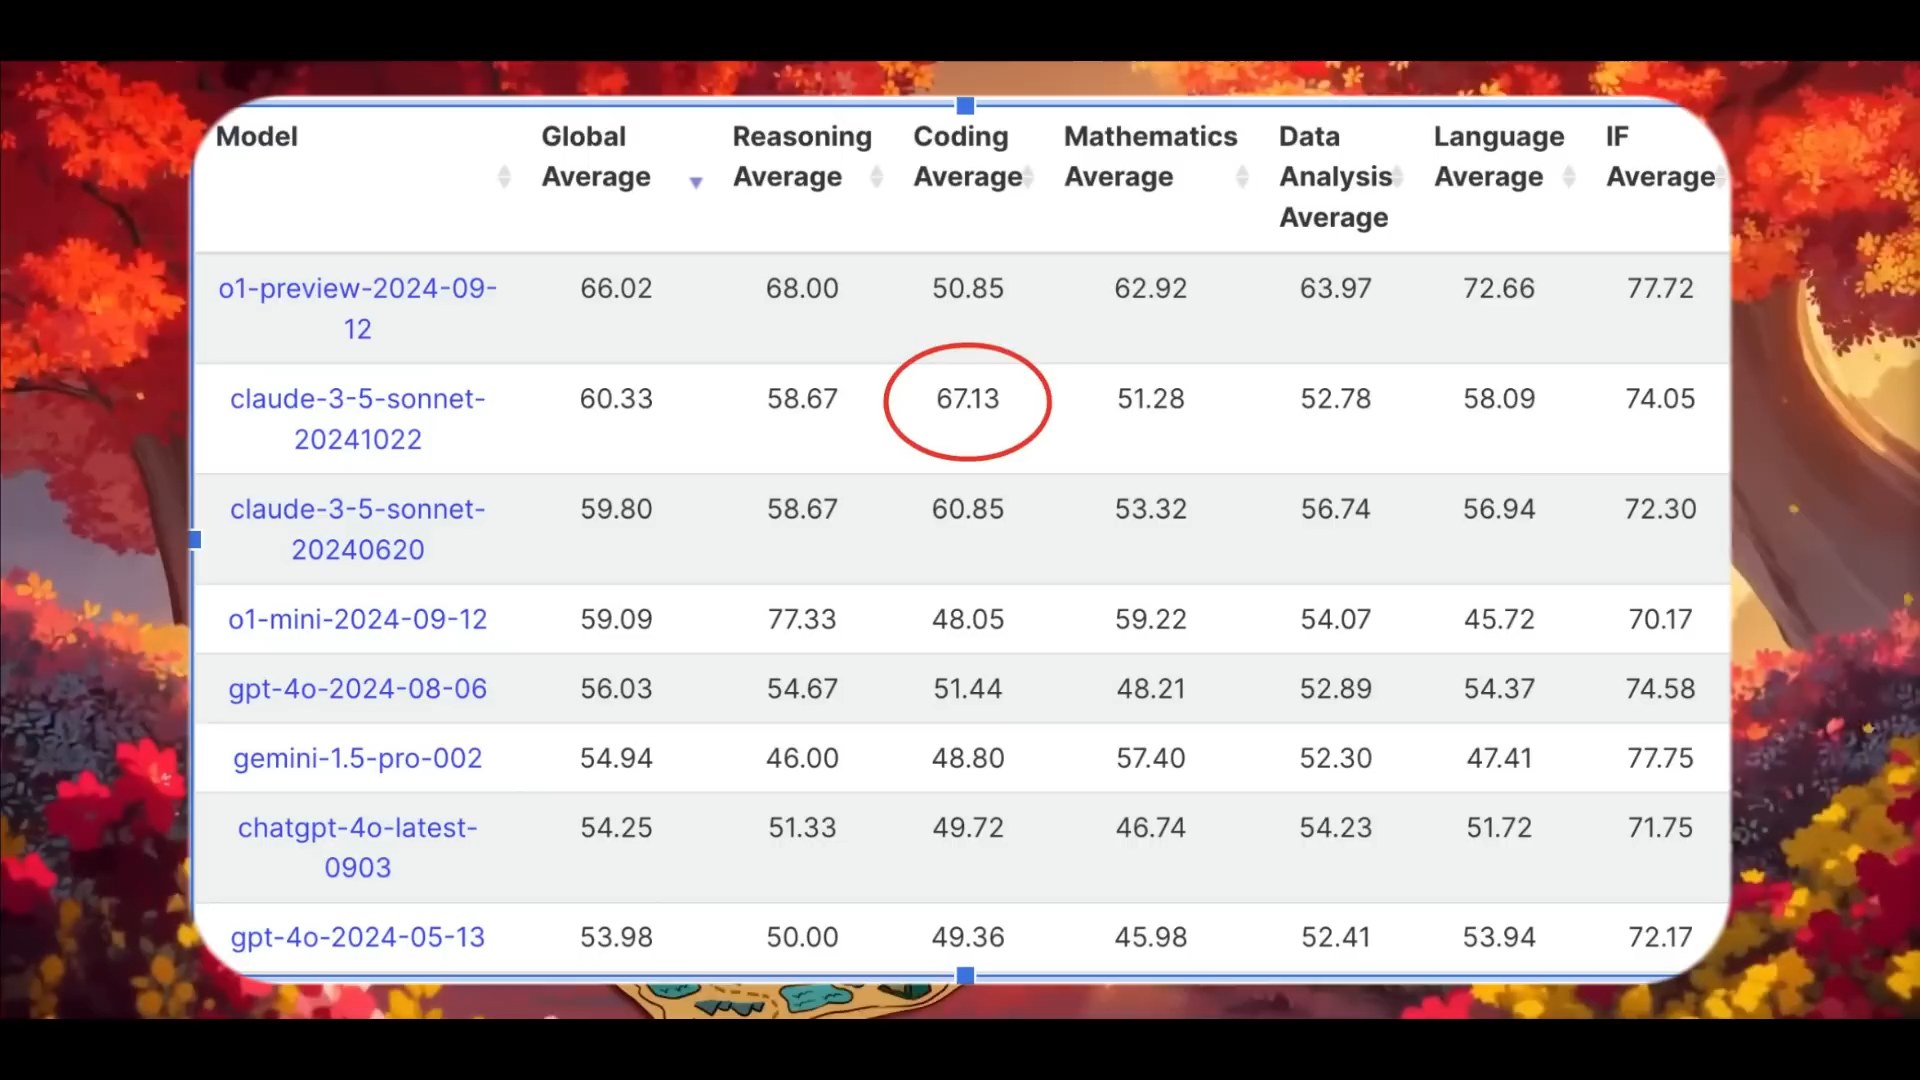 Model Global Reasoning Coding Mathematics Data Language IF
Average Average Average Average Analysis Average Average
Average
o1-preview-2024-09- 66.02 68.00 50.85 62.92 63.97 72.66 77.72
12
claude-3-5-sonnet- 60.33 58.67 67.13 51.28 52.78 58.09 74.05
20241022
claude-3-5-sonnet- 59.80 58.67 60.85 53.32 56.74 56.94 72.30
20240620
o1-mini-2024-09-12 59.09 77.33 48.05 59.22 54.07 45.72 70.17
gpt-4o-2024-08-06 56.03 54.67 51.44 48.21 52.89 54.37 74.58
gemini-1.5-pro-002 54.94 46.00 48.80 57.40 52.30 47.41 77.75
chatgpt-4o-latest- 54.25 51.33 49.72 46.74 54.23 51.72 71.75
0903
gpt-4o-2024-05-13 53.98 50.00 49.36 45.98 52.41 53.94 72.17